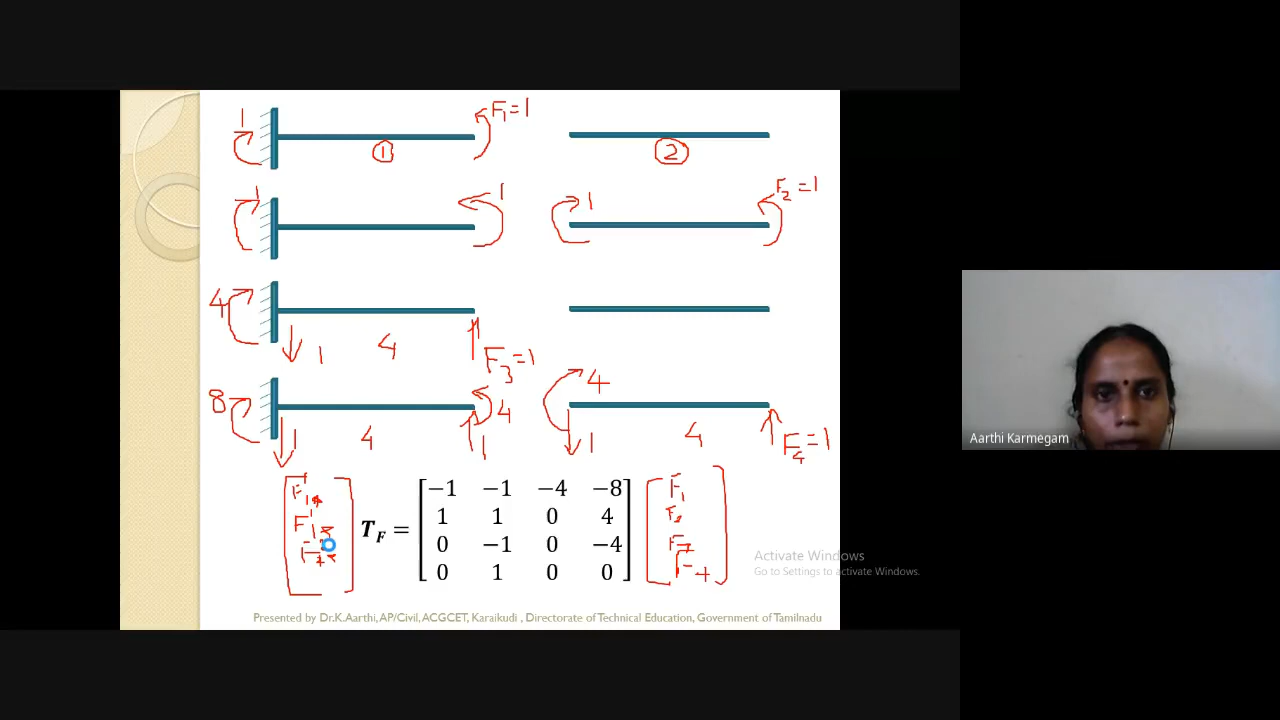 1 F₁=1
① ②
1 1 1 F₂=1
4
1 4 F₃=1
8 4 4
1 4 1 1 4 F₄=1
T_F = [−1 −1 −4 −8] F₁
1 1 0 4
0 −1 0 −4
0 1 0 0
Activate Windows
Go to Settings to activate Windows.
Presented by Dr.K.Aarthi, AP/Civil, ACGCET, Karaikudi , Directorate of Technical Education, Government of Tamilnadu
Aarthi Karmegam